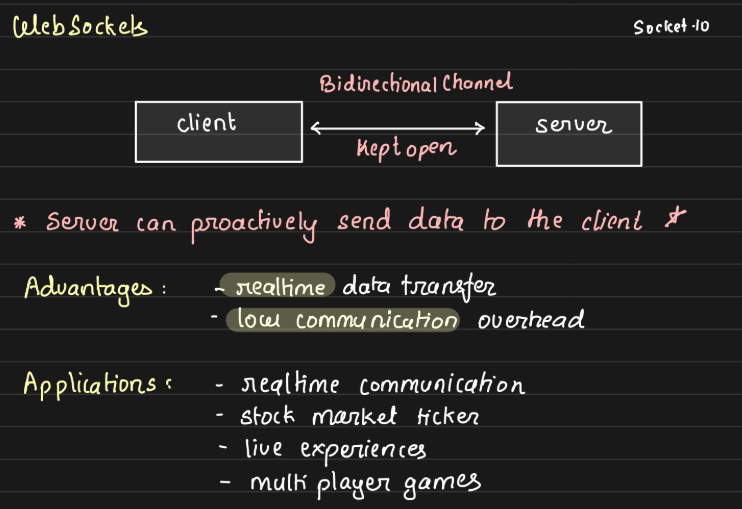 WebSockets
Socket.io
Bidirectional Channel
client
server
Kept open
* Server can proactively send data to the client *
Advantages : - realtime data transfer
- low communication overhead
Applications : - realtime communication
- stock market ticker
- live experiences
- multi player games